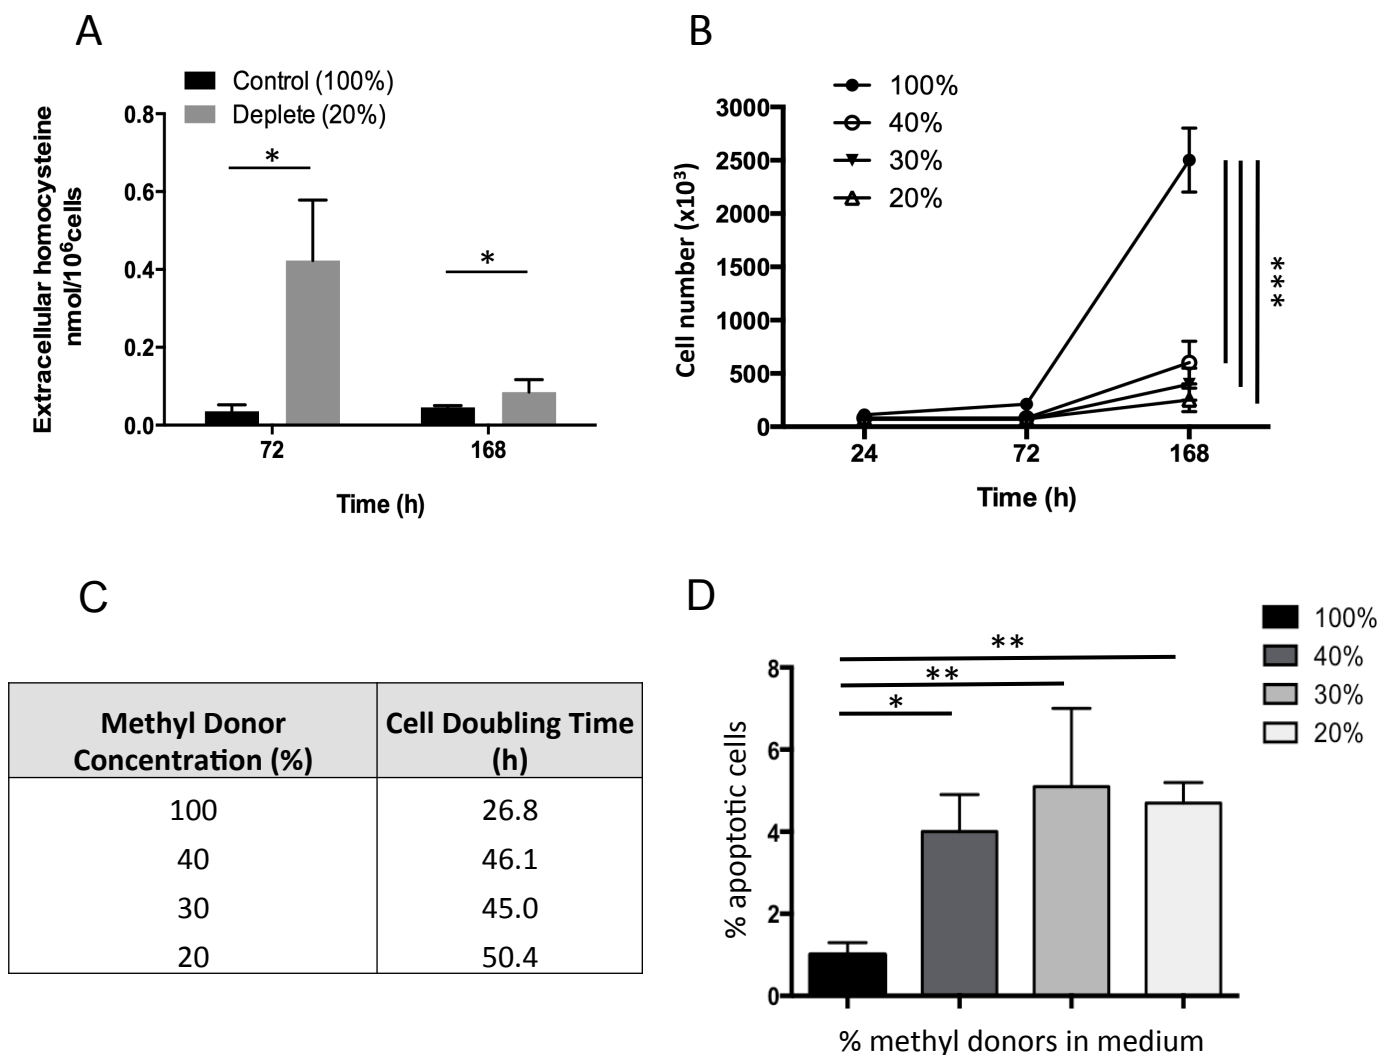 A
Control (100%)
Deplete (20%)
Extracellular homocysteine
nmol/10⁶cells
0.8
0.6
0.4
0.2
0.0
*
*
72
168
Time (h)
B
100%
40%
30%
20%
Cell number (x10³)
3000
2500
2000
1500
1000
500
0
***
24
72
168
Time (h)
C
Methyl Donor
Concentration (%)
Cell Doubling Time
(h)
100
26.8
40
46.1
30
45.0
20
50.4
D
100%
40%
30%
20%
**
**
*
% apoptotic cells
8
6
4
2
0
% methyl donors in medium